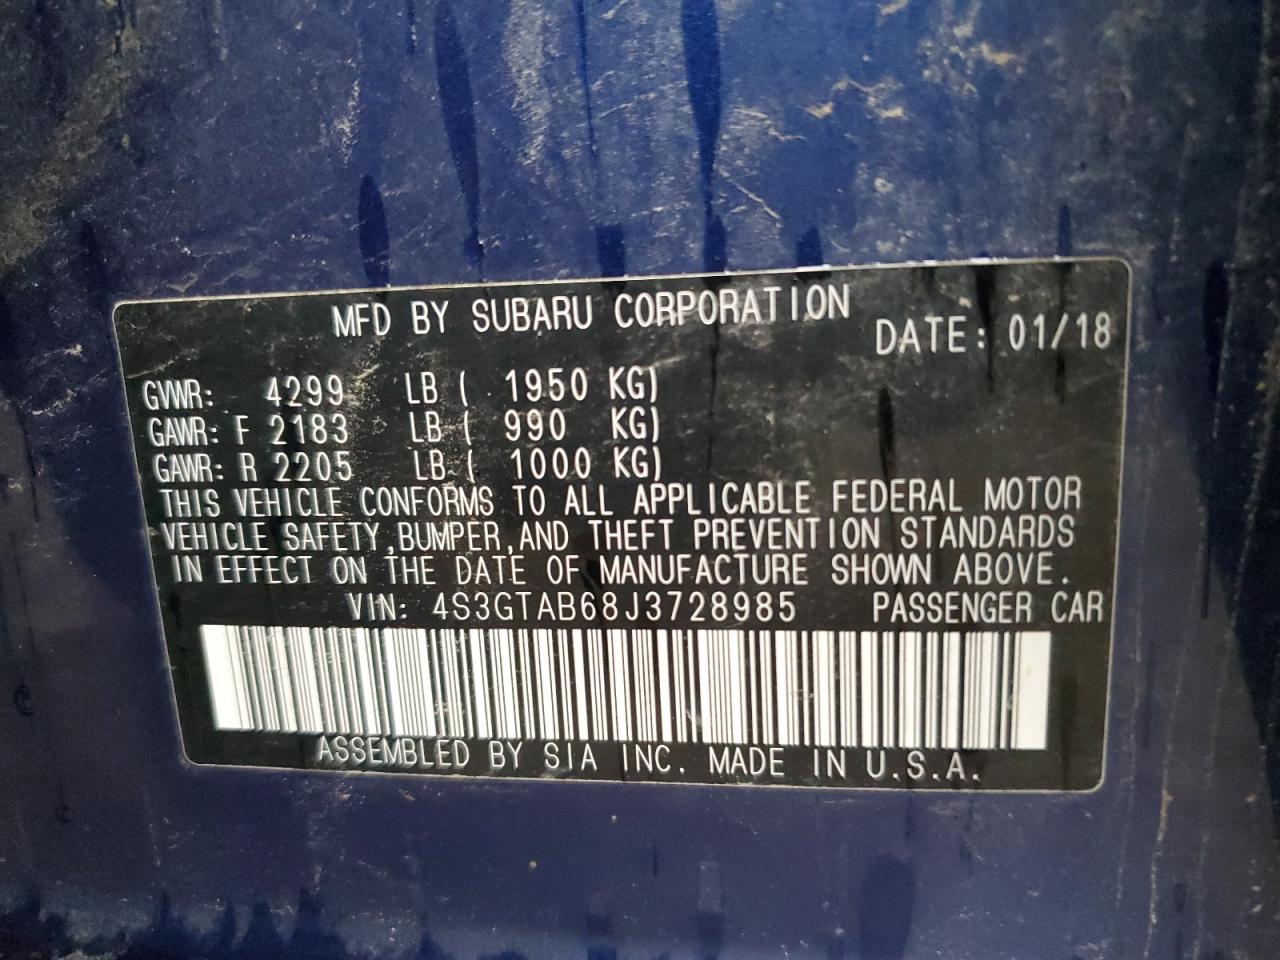 MFD BY SUBARU CORPORATION
DATE: 01/18
GVWR: 4299 LB ( 1950 KG)
GAWR: F 2183 LB ( 990 KG)
GAWR: R 2205 LB ( 1000 KG)
THIS VEHICLE CONFORMS TO ALL APPLICABLE FEDERAL MOTOR
VEHICLE SAFETY,BUMPER,AND THEFT PREVENTION STANDARDS
IN EFFECT ON THE DATE OF MANUFACTURE SHOWN ABOVE.
VIN: 4S3GTAB68J3728985 PASSENGER CAR
ASSEMBLED BY SIA INC. MADE IN U.S.A.